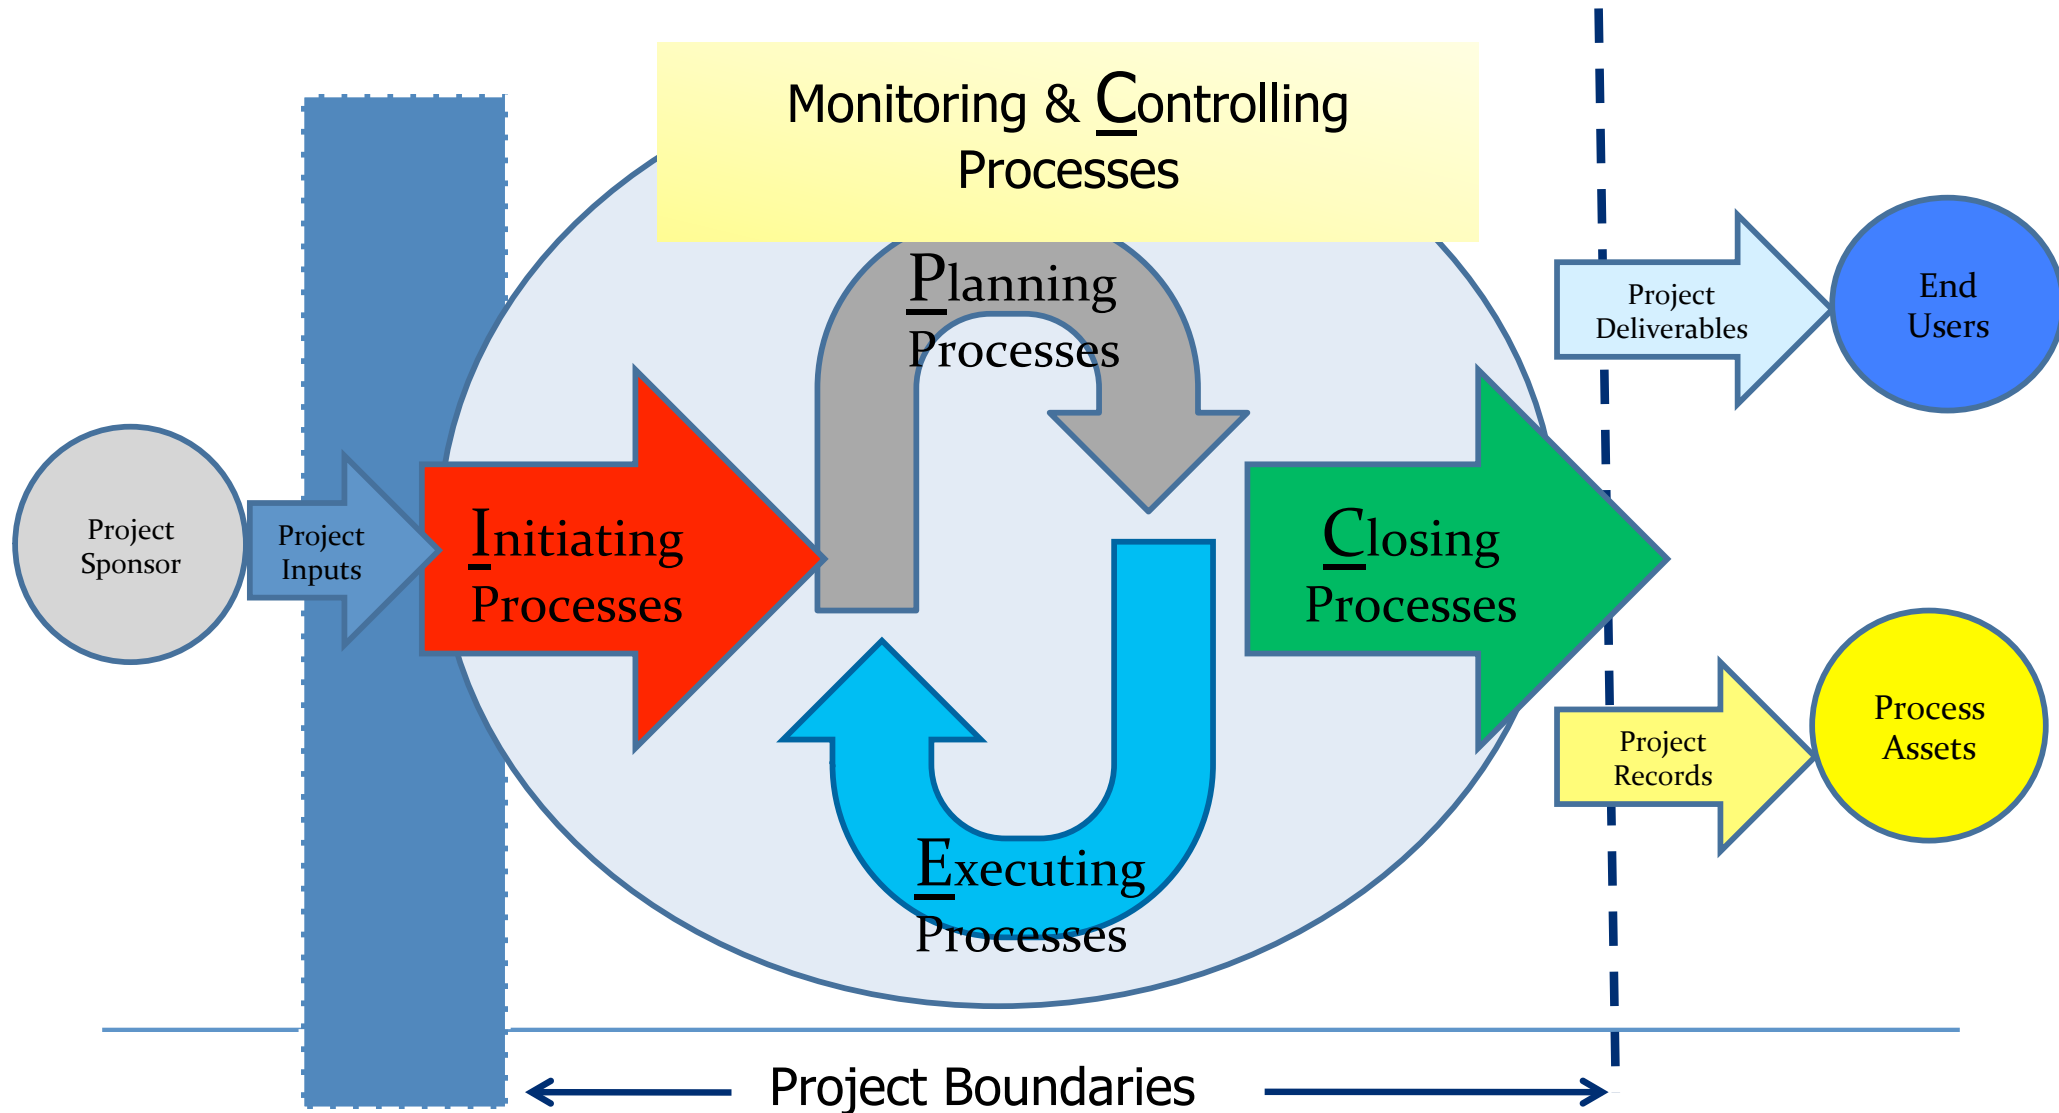 Monitoring & Controlling
Processes
Planning
Processes
Project
Deliverables
End
Users
Project
Sponsor
Project
Inputs
Initiating
Processes
Closing
Processes
Project
Records
Process
Assets
Executing
Processes
Project Boundaries